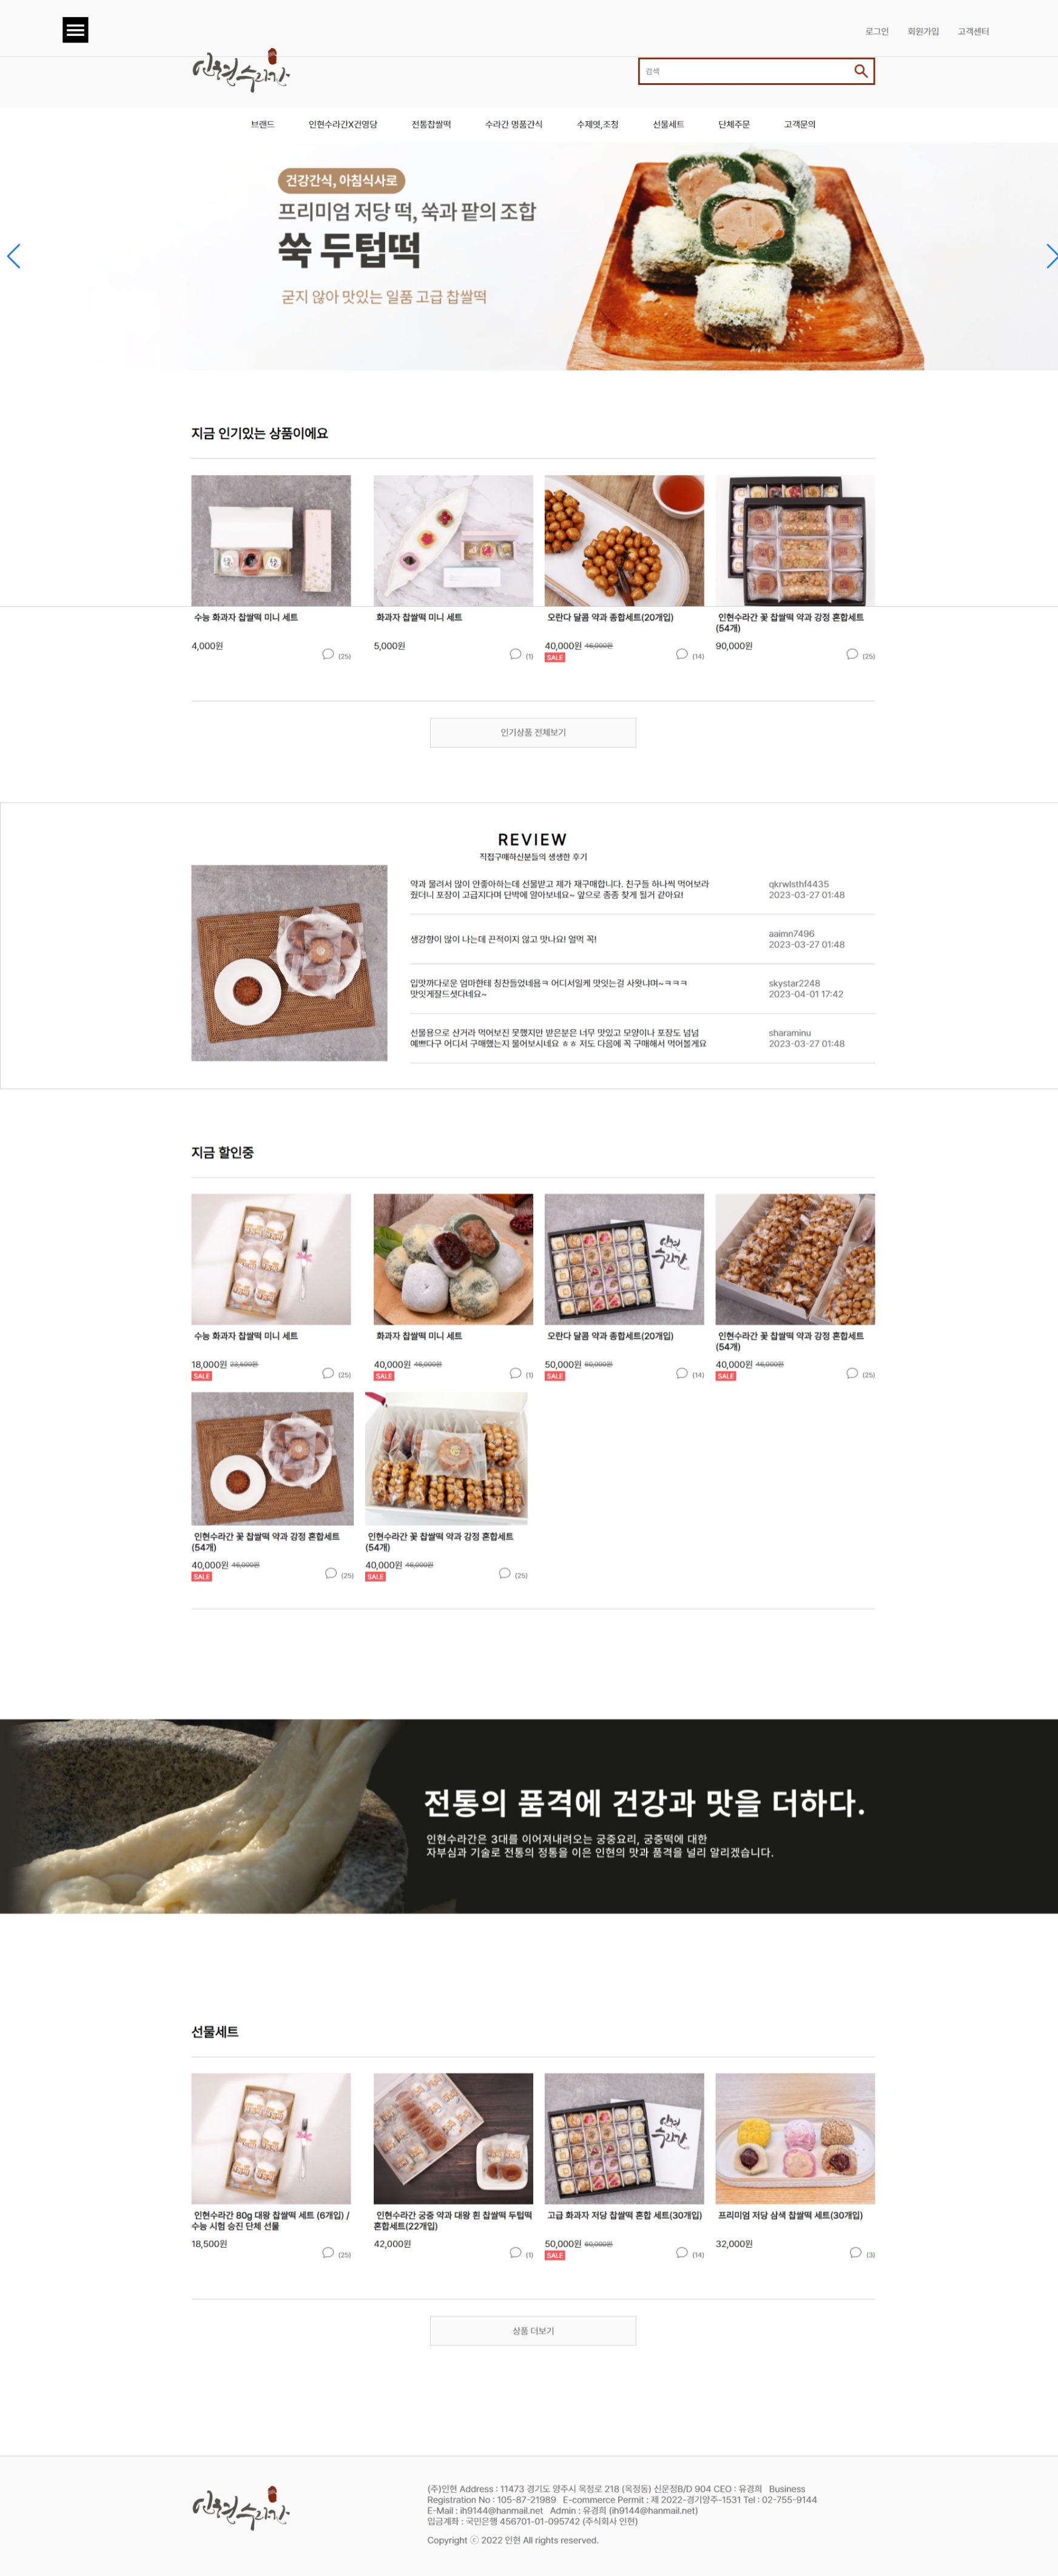 로그인 회원가입 고객센터
인현수라간
검색
브랜드 인현수라간X건영당 전통찹쌀떡 수라간 명품간식 수제엿,조청 선물세트 단체주문 고객문의
건강간식, 아침식사로
프리미엄 저당 떡, 쑥과 팥의 조합
쑥 두텁떡
굳지 않아 맛있는 일품 고급 찹쌀떡
지금 인기있는 상품이에요
수능 화과자 찹쌀떡 미니 세트
4,000원
(25)
화과자 찹쌀떡 미니 세트
5,000원
(1)
오란다 달콤 약과 종합세트(20개입)
40,000원 46,000원
SALE
(14)
인현수라간 꽃 찹쌀떡 약과 강정 혼합세트
(54개)
90,000원
(25)
인기상품 전체보기
REVIEW
직접구매하신분들의 생생한 후기
약과 물려서 많이 안좋아하는데 선물받고 제가 재구매합니다. 친구들 하나씩 먹어보라
줬더니 포장이 고급지다며 단박에 알아보네요~ 앞으로 종종 찾게 될거 같아요!
qkrwlsthf4435
2023-03-27 01:48
생강향이 많이 나는데 끈적이지 않고 맛나요! 얼먹 꼭!
aaimn7496
2023-03-27 01:48
입맛까다로운 엄마한테 칭찬들었네욤ㅋ 어디서일케 맛잇는걸 사왓냐며~ㅋㅋㅋ
맛잇게잘드셧다네요~
skystar2248
2023-04-01 17:42
선물용으로 산거라 먹어보진 못했지만 받은분은 너무 맛있고 모양이나 포장도 넘넘
예쁘다구 어디서 구매했는지 물어보시네요 ㅎㅎ 저도 다음에 꼭 구매해서 먹어볼게요
sharaminu
2023-03-27 01:48
지금 할인중
수능 화과자 찹쌀떡 미니 세트
18,000원 23,500원
SALE
(25)
인현수라간
화과자 찹쌀떡 미니 세트
40,000원 46,000원
SALE
(1)
오란다 달콤 약과 종합세트(20개입)
50,000원 60,000원
SALE
(14)
인현수라간 꽃 찹쌀떡 약과 강정 혼합세트
(54개)
40,000원 46,000원
SALE
(25)
인현수라간 꽃 찹쌀떡 약과 강정 혼합세트
(54개)
40,000원 46,000원
SALE
(25)
인현수라간 꽃 찹쌀떡 약과 강정 혼합세트
(54개)
40,000원 46,000원
SALE
(25)
전통의 품격에 건강과 맛을 더하다.
인현수라간은 3대를 이어져내려오는 궁중요리, 궁중떡에 대한
자부심과 기술로 전통의 정통을 이은 인현의 맛과 품격을 널리 알리겠습니다.
선물세트
인현수라간 80g 대왕 찹쌀떡 세트 (6개입) /
수능 시험 승진 단체 선물
18,500원
(25)
인현수라간 궁중 약과 대왕 흰 찹쌀떡 두텁떡
혼합세트(22개입)
42,000원
(1)
인현수라간
고급 화과자 저당 찹쌀떡 혼합 세트(30개입)
50,000원 60,000원
SALE
(14)
프리미엄 저당 삼색 찹쌀떡 세트(30개입)
32,000원
(3)
상품 더보기
인현수라간
(주)인현 Address : 11473 경기도 양주시 옥정로 218 (옥정동) 신운정B/D 904 CEO : 유경희 Business
Registration No : 105-87-21989 E-commerce Permit : 제 2022-경기양주-1531 Tel : 02-755-9144
E-Mail : ih9144@hanmail.net Admin : 유경희 (ih9144@hanmail.net)
입금계좌 : 국민은행 456701-01-095742 (주식회사 인현)
Copyright ⓒ 2022 인현 All rights reserved.